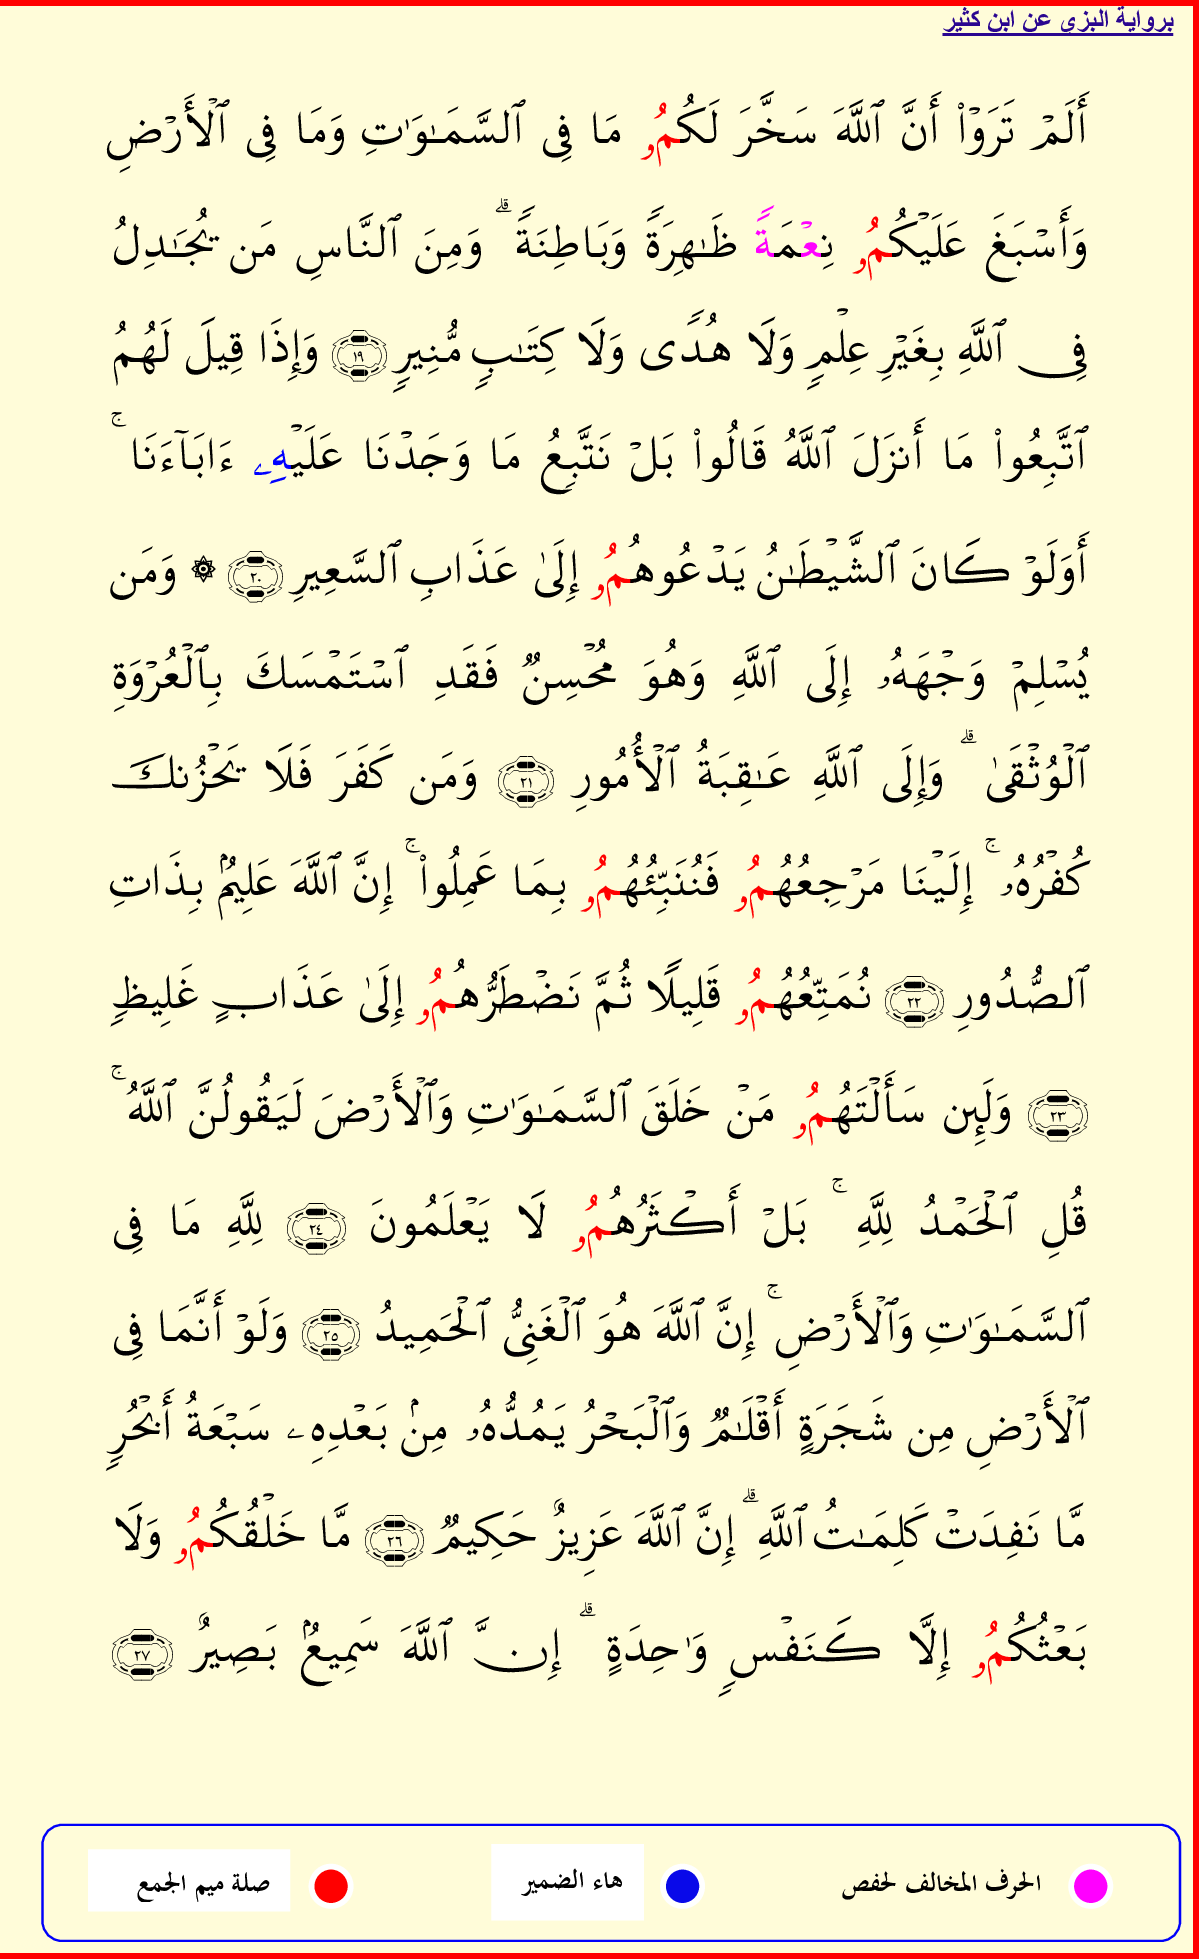 برواية البزي عن ابن كثير
أَلَمْ تَرَوْا۟ أَنَّ ٱللَّهَ سَخَّرَ لَكُمُۥ مَا فِى ٱلسَّمَـٰوَٰتِ وَمَا فِى ٱلْأَرْضِ
وَأَسْبَغَ عَلَيْكُمُۥ نِعْمَةً ظَـٰهِرَةً وَبَاطِنَةً ۗ وَمِنَ ٱلنَّاسِ مَن يُجَـٰدِلُ
فِى ٱللَّهِ بِغَيْرِ عِلْمٍ وَلَا هُدًى وَلَا كِتَـٰبٍ مُّنِيرٍ ١٩ وَإِذَا قِيلَ لَهُمُ
ٱتَّبِعُوا۟ مَا أَنزَلَ ٱللَّهُ قَالُوا۟ بَلْ نَتَّبِعُ مَا وَجَدْنَا عَلَيْهِۦ ءَابَآءَنَا ۚ
أَوَلَوْ كَانَ ٱلشَّيْطَـٰنُ يَدْعُوهُمُۥ إِلَىٰ عَذَابِ ٱلسَّعِيرِ ٢٠ ۞ وَمَن
يُسْلِمْ وَجْهَهُۥ إِلَى ٱللَّهِ وَهُوَ مُحْسِنٌ فَقَدِ ٱسْتَمْسَكَ بِٱلْعُرْوَةِ
ٱلْوُثْقَىٰ ۗ وَإِلَى ٱللَّهِ عَـٰقِبَةُ ٱلْأُمُورِ ٢١ وَمَن كَفَرَ فَلَا يَحْزُنكَ
كُفْرُهُۥ ۚ إِلَيْنَا مَرْجِعُهُمُۥ فَنُنَبِّئُهُمُۥ بِمَا عَمِلُوا۟ ۚ إِنَّ ٱللَّهَ عَلِيمٌۢ بِذَاتِ
ٱلصُّدُورِ ٢٢ نُمَتِّعُهُمُۥ قَلِيلًا ثُمَّ نَضْطَرُّهُمُۥ إِلَىٰ عَذَابٍ غَلِيظٍ
٢٣ وَلَئِن سَأَلْتَهُمُۥ مَنْ خَلَقَ ٱلسَّمَـٰوَٰتِ وَٱلْأَرْضَ لَيَقُولُنَّ ٱللَّهُ ۚ
قُلِ ٱلْحَمْدُ لِلَّهِ ۚ بَلْ أَكْثَرُهُمُۥ لَا يَعْلَمُونَ ٢٤ لِلَّهِ مَا فِى
ٱلسَّمَـٰوَٰتِ وَٱلْأَرْضِ ۚ إِنَّ ٱللَّهَ هُوَ ٱلْغَنِىُّ ٱلْحَمِيدُ ٢٥ وَلَوْ أَنَّمَا فِى
ٱلْأَرْضِ مِن شَجَرَةٍ أَقْلَـٰمٌ وَٱلْبَحْرُ يَمُدُّهُۥ مِنۢ بَعْدِهِۦ سَبْعَةُ أَبْحُرٍ
مَّا نَفِدَتْ كَلِمَـٰتُ ٱللَّهِ ۗ إِنَّ ٱللَّهَ عَزِيزٌ حَكِيمٌ ٢٦ مَّا خَلْقُكُمُۥ وَلَا
بَعْثُكُمُۥ إِلَّا كَنَفْسٍ وَٰحِدَةٍ ۗ إِنَّ ٱللَّهَ سَمِيعٌۢ بَصِيرٌ ٢٧
الحرف المخالف لحفص هاء الضمير صلة ميم الجمع